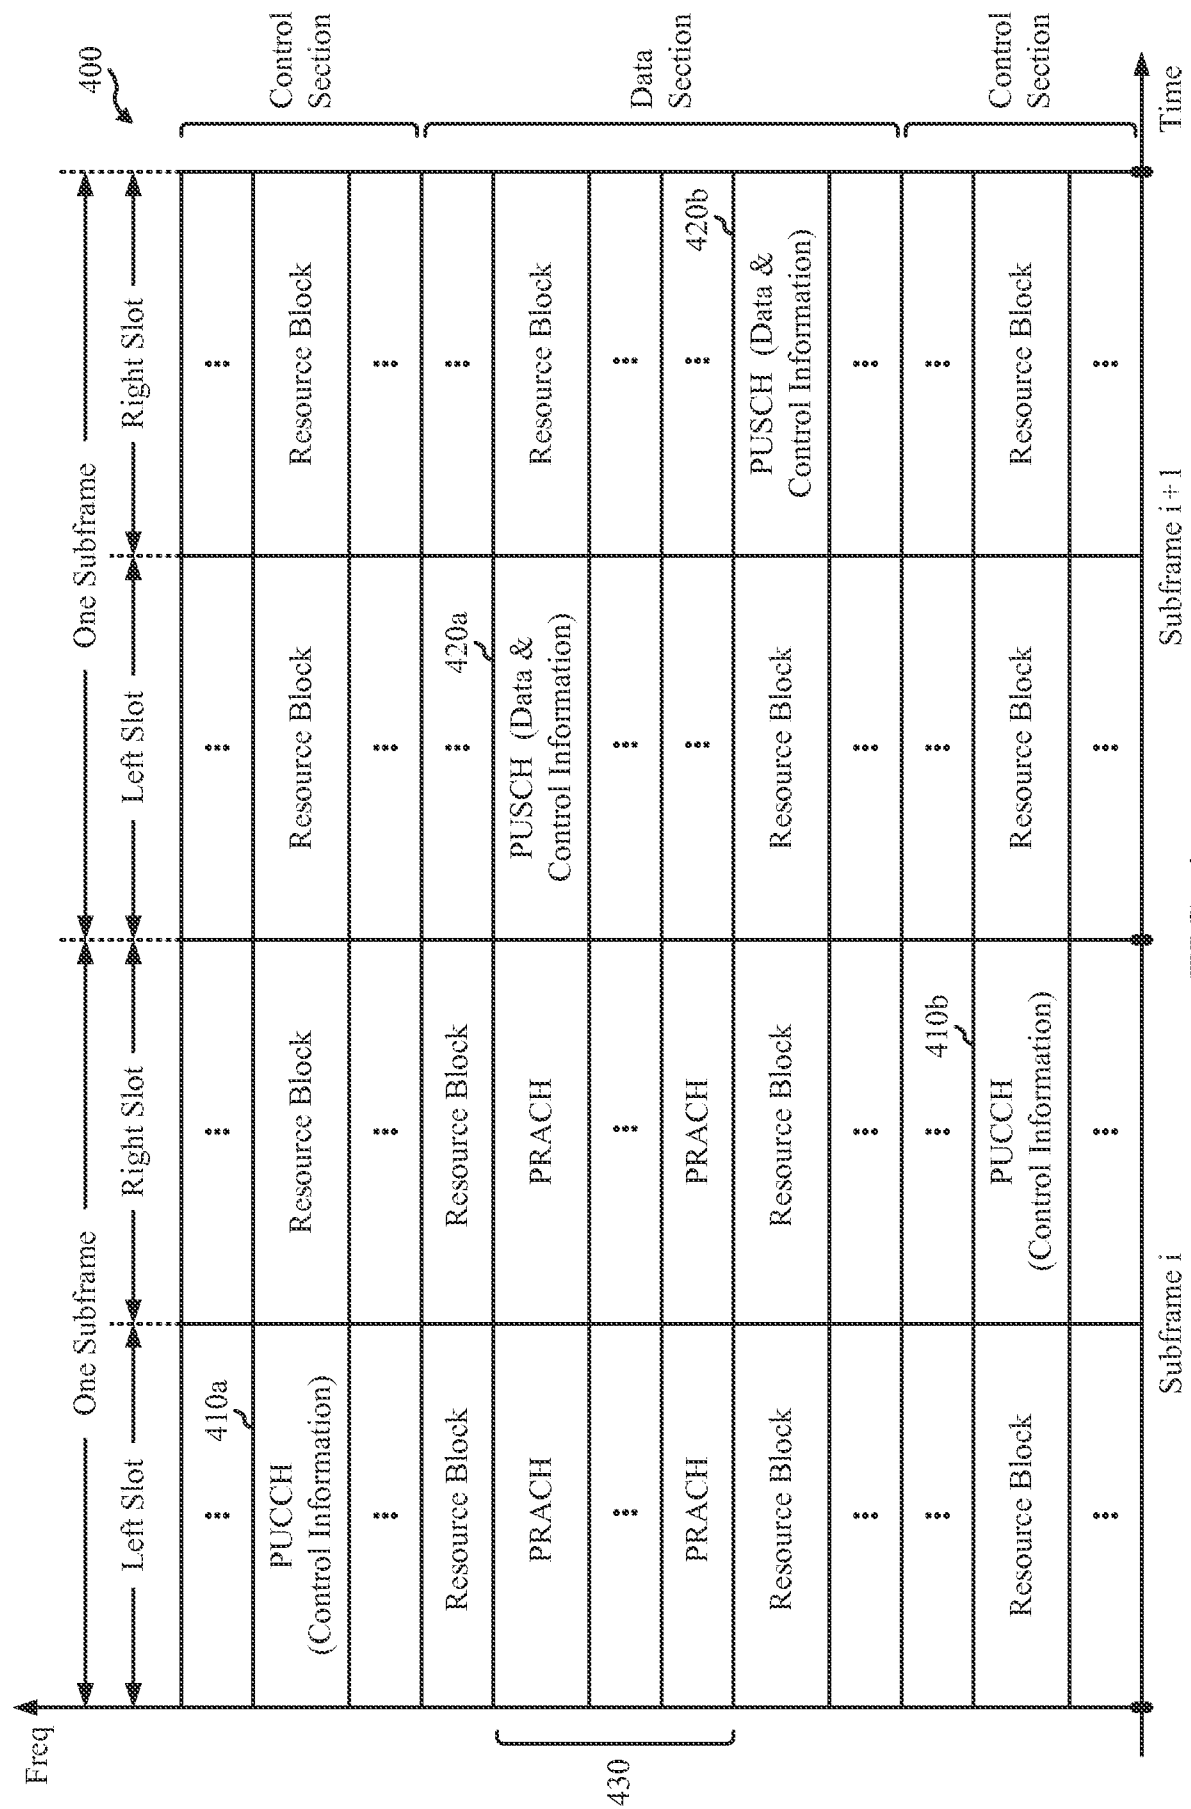 Freq
One Subframe
One Subframe
400
Left Slot
Right Slot
Left Slot
Right Slot
410a
PUCCH
(Control Information)
Resource Block
Resource Block
Resource Block
Control
Section
Resource Block
Resource Block
420a
430
PRACH
PRACH
PUSCH (Data &
Control Information)
Resource Block
Data
Section
PRACH
PRACH
420b
Resource Block
Resource Block
Resource Block
PUSCH (Data &
Control Information)
410b
Resource Block
PUCCH
(Control Information)
Resource Block
Resource Block
Control
Section
Subframe i
Subframe i+1
Time